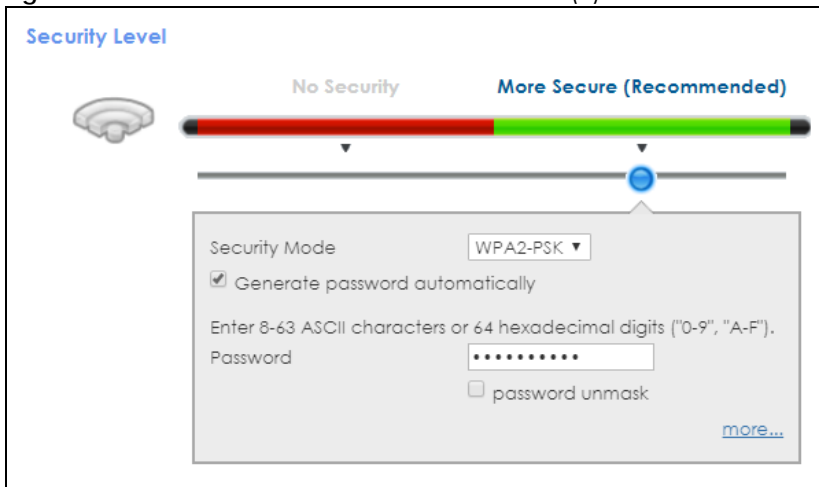 Security Level
No Security More Secure (Recommended)
Security Mode WPA2-PSK
Generate password automatically
Enter 8-63 ASCII characters or 64 hexadecimal digits ("0-9", "A-F").
Password ••••••••••
password unmask
more...